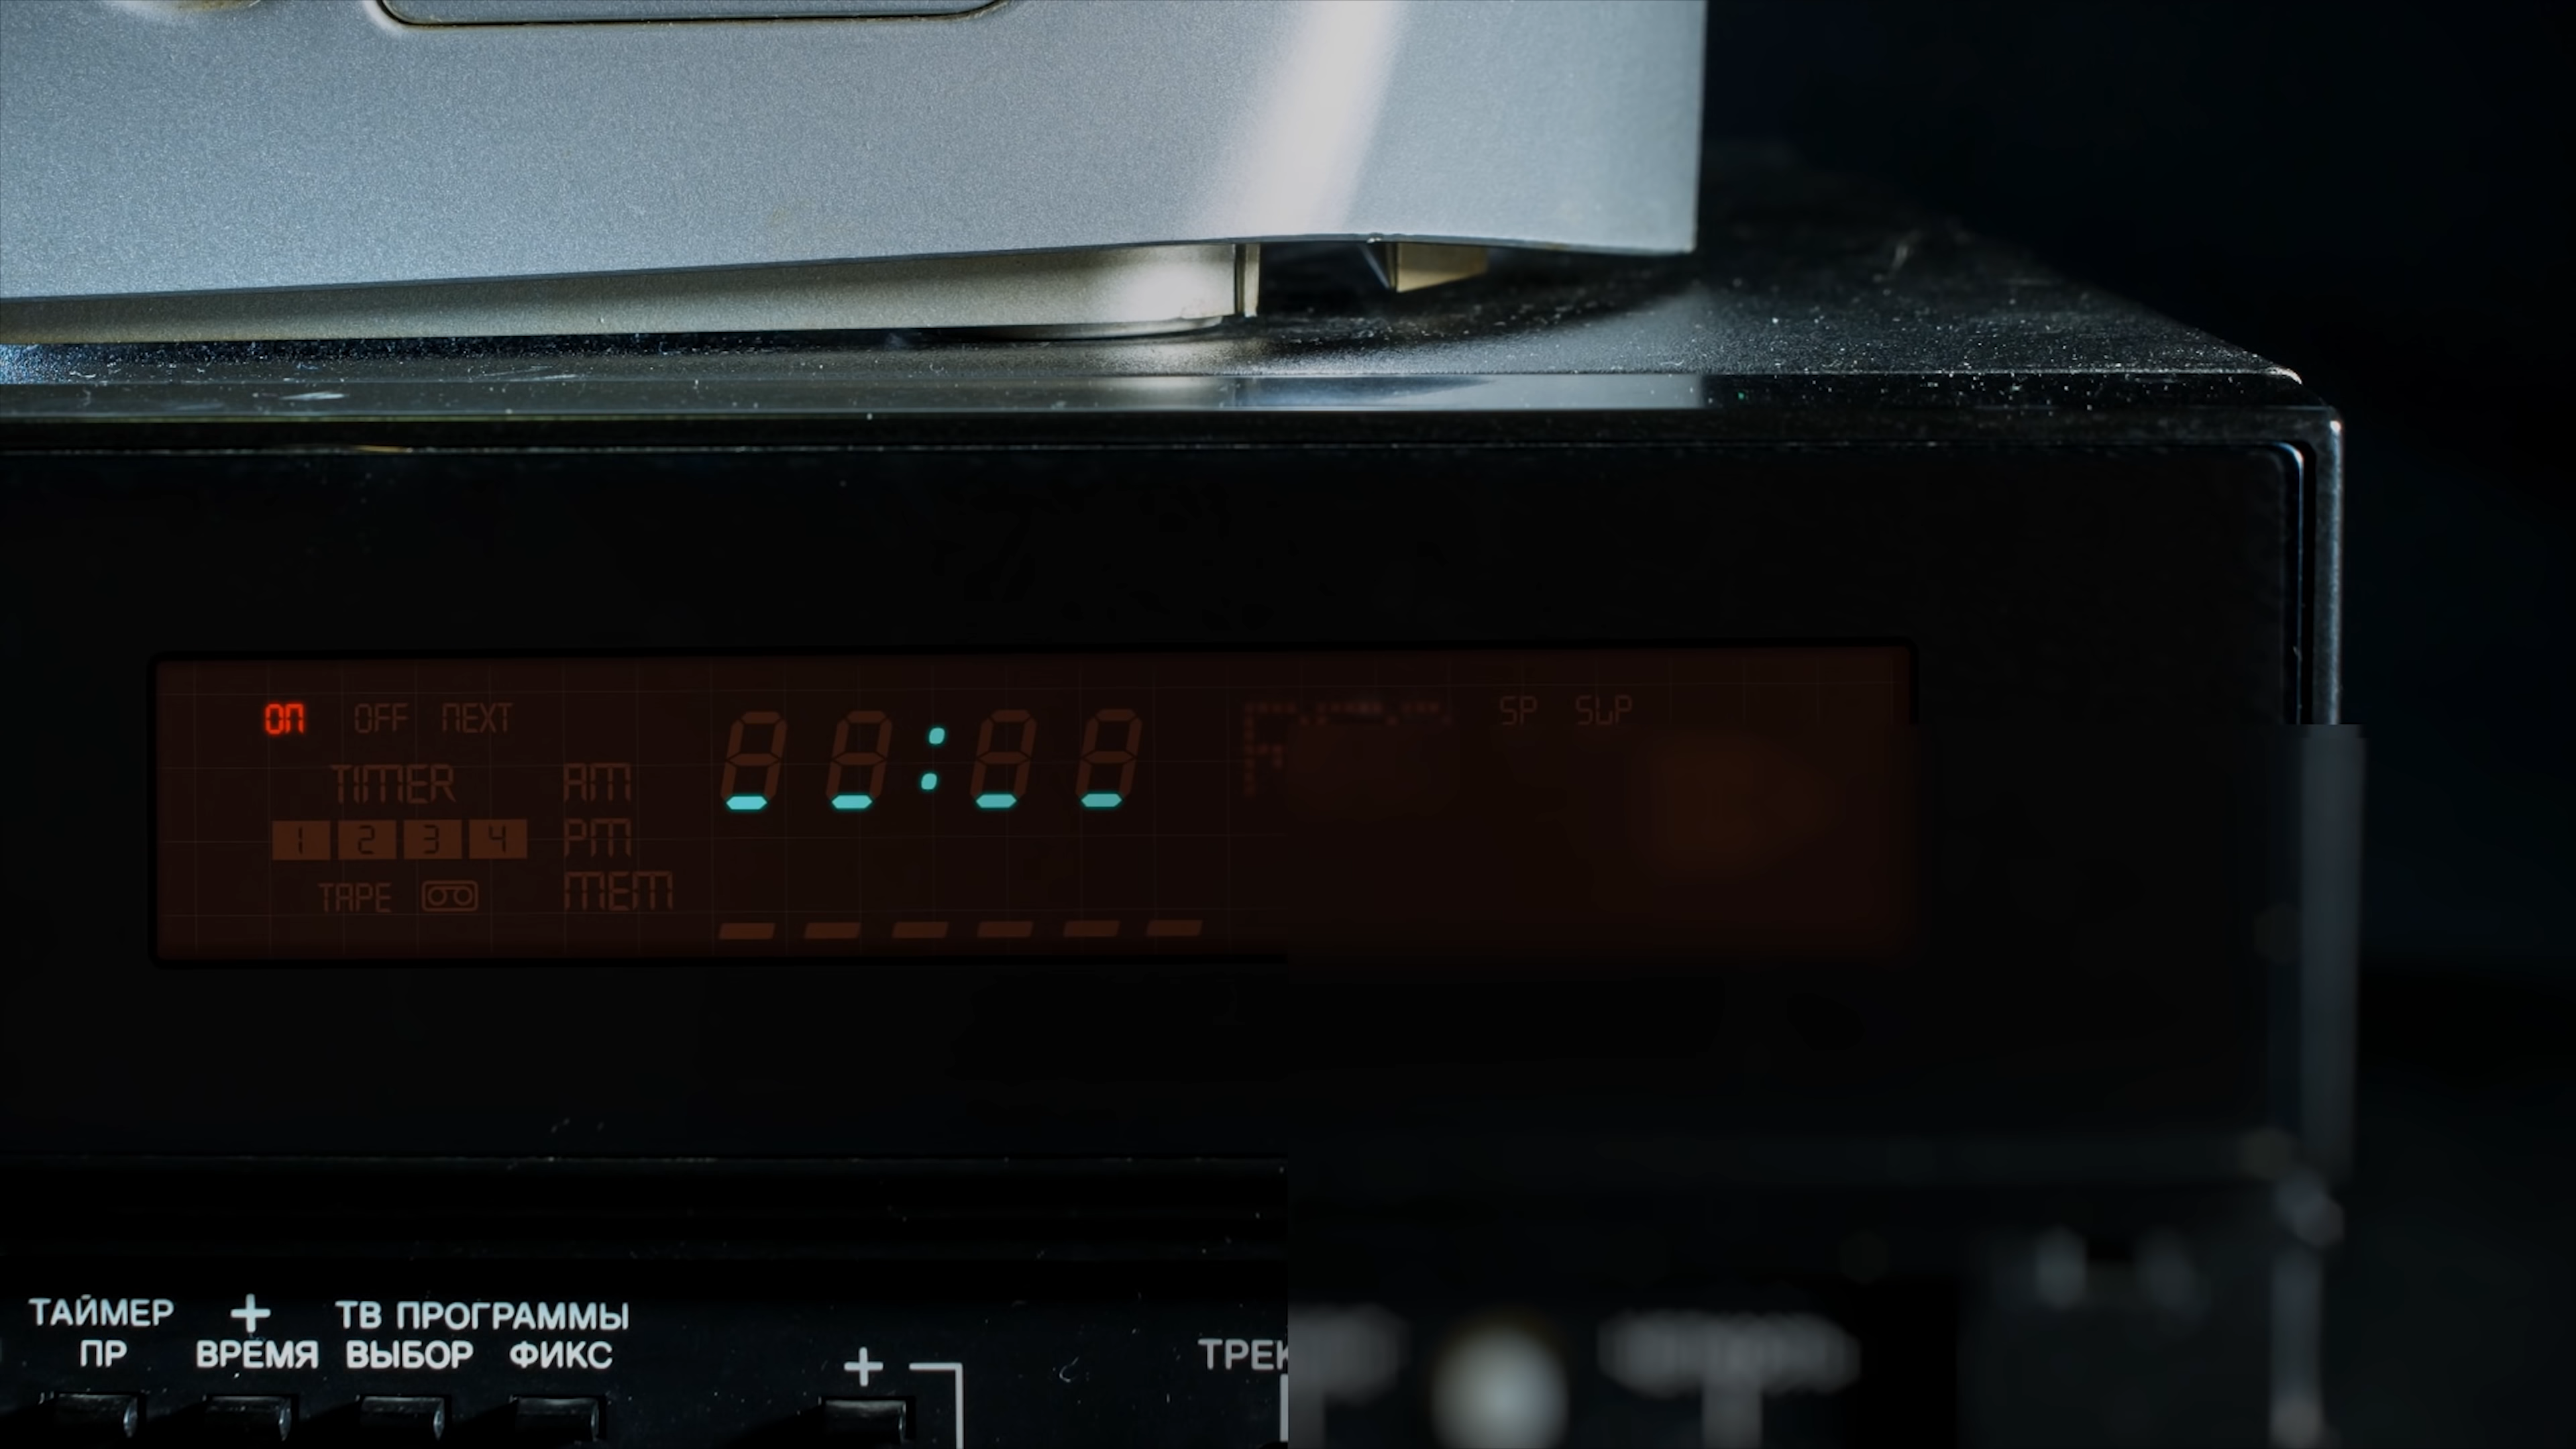 ON OFF NEXT
SP SLP
TIMER AM
1 2 3 4 PM
TAPE MEM
ТАЙМЕР + ТВ ПРОГРАММЫ
ПР ВРЕМЯ ВЫБОР ФИКС
+